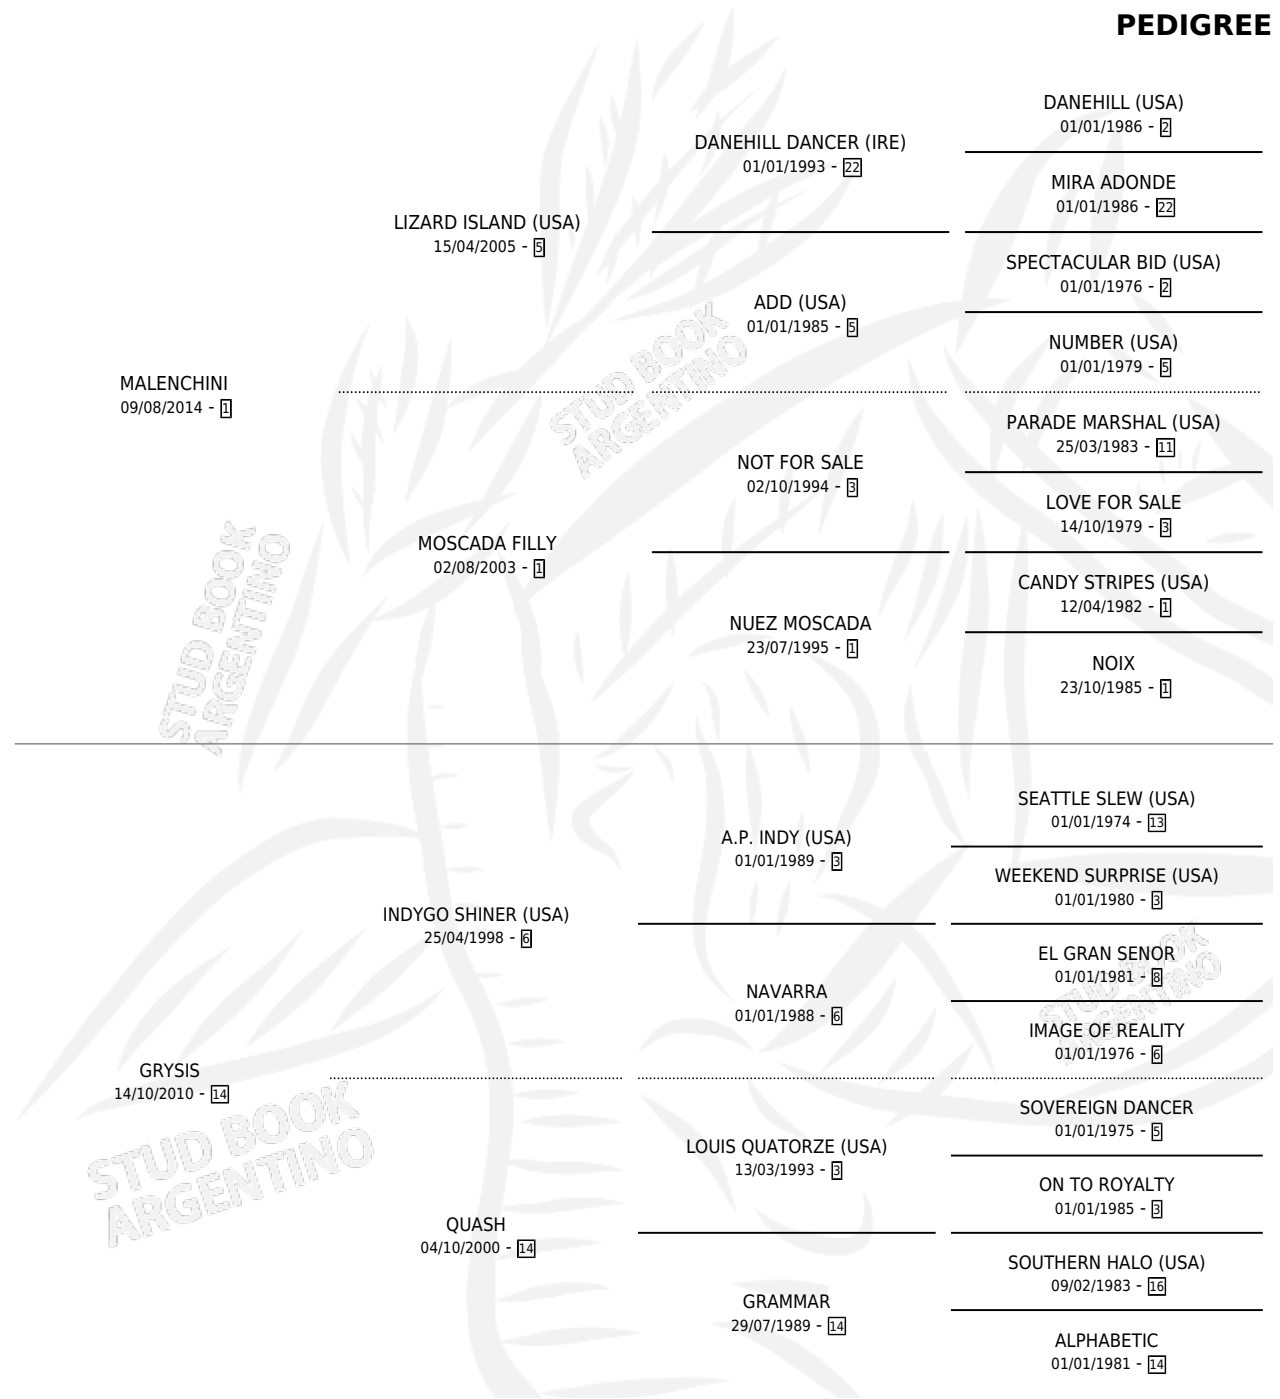 PEDIGREE
DANEHILL (USA)
01/01/1986 - 2
DANEHILL DANCER (IRE)
01/01/1993 - 22
MIRA ADONDE
01/01/1986 - 22
LIZARD ISLAND (USA)
15/04/2005 - 5
SPECTACULAR BID (USA)
01/01/1976 - 2
ADD (USA)
01/01/1985 - 5
NUMBER (USA)
01/01/1979 - 5
STUD BOOK
ARGENTINO
MALENCHINI
09/08/2014 - 1
PARADE MARSHAL (USA)
25/03/1983 - 11
NOT FOR SALE
02/10/1994 - 3
LOVE FOR SALE
14/10/1979 - 3
MOSCADA FILLY
02/08/2003 - 1
CANDY STRIPES (USA)
12/04/1982 - 1
NUEZ MOSCADA
23/07/1995 - 1
NOIX
23/10/1985 - 1
STUD BOOK
ARGENTINO
SEATTLE SLEW (USA)
01/01/1974 - 13
A.P. INDY (USA)
01/01/1989 - 3
WEEKEND SURPRISE (USA)
01/01/1980 - 3
INDYGO SHINER (USA)
25/04/1998 - 6
EL GRAN SENOR
01/01/1981 - 8
NAVARRA
01/01/1988 - 6
IMAGE OF REALITY
01/01/1976 - 6
STUD BOOK
ARGENTINO
GRYSIS
14/10/2010 - 14
SOVEREIGN DANCER
01/01/1975 - 5
LOUIS QUATORZE (USA)
13/03/1993 - 3
ON TO ROYALTY
01/01/1985 - 3
STUD BOOK
ARGENTINO
QUASH
04/10/2000 - 14
SOUTHERN HALO (USA)
09/02/1983 - 16
GRAMMAR
29/07/1989 - 14
ALPHABETIC
01/01/1981 - 14